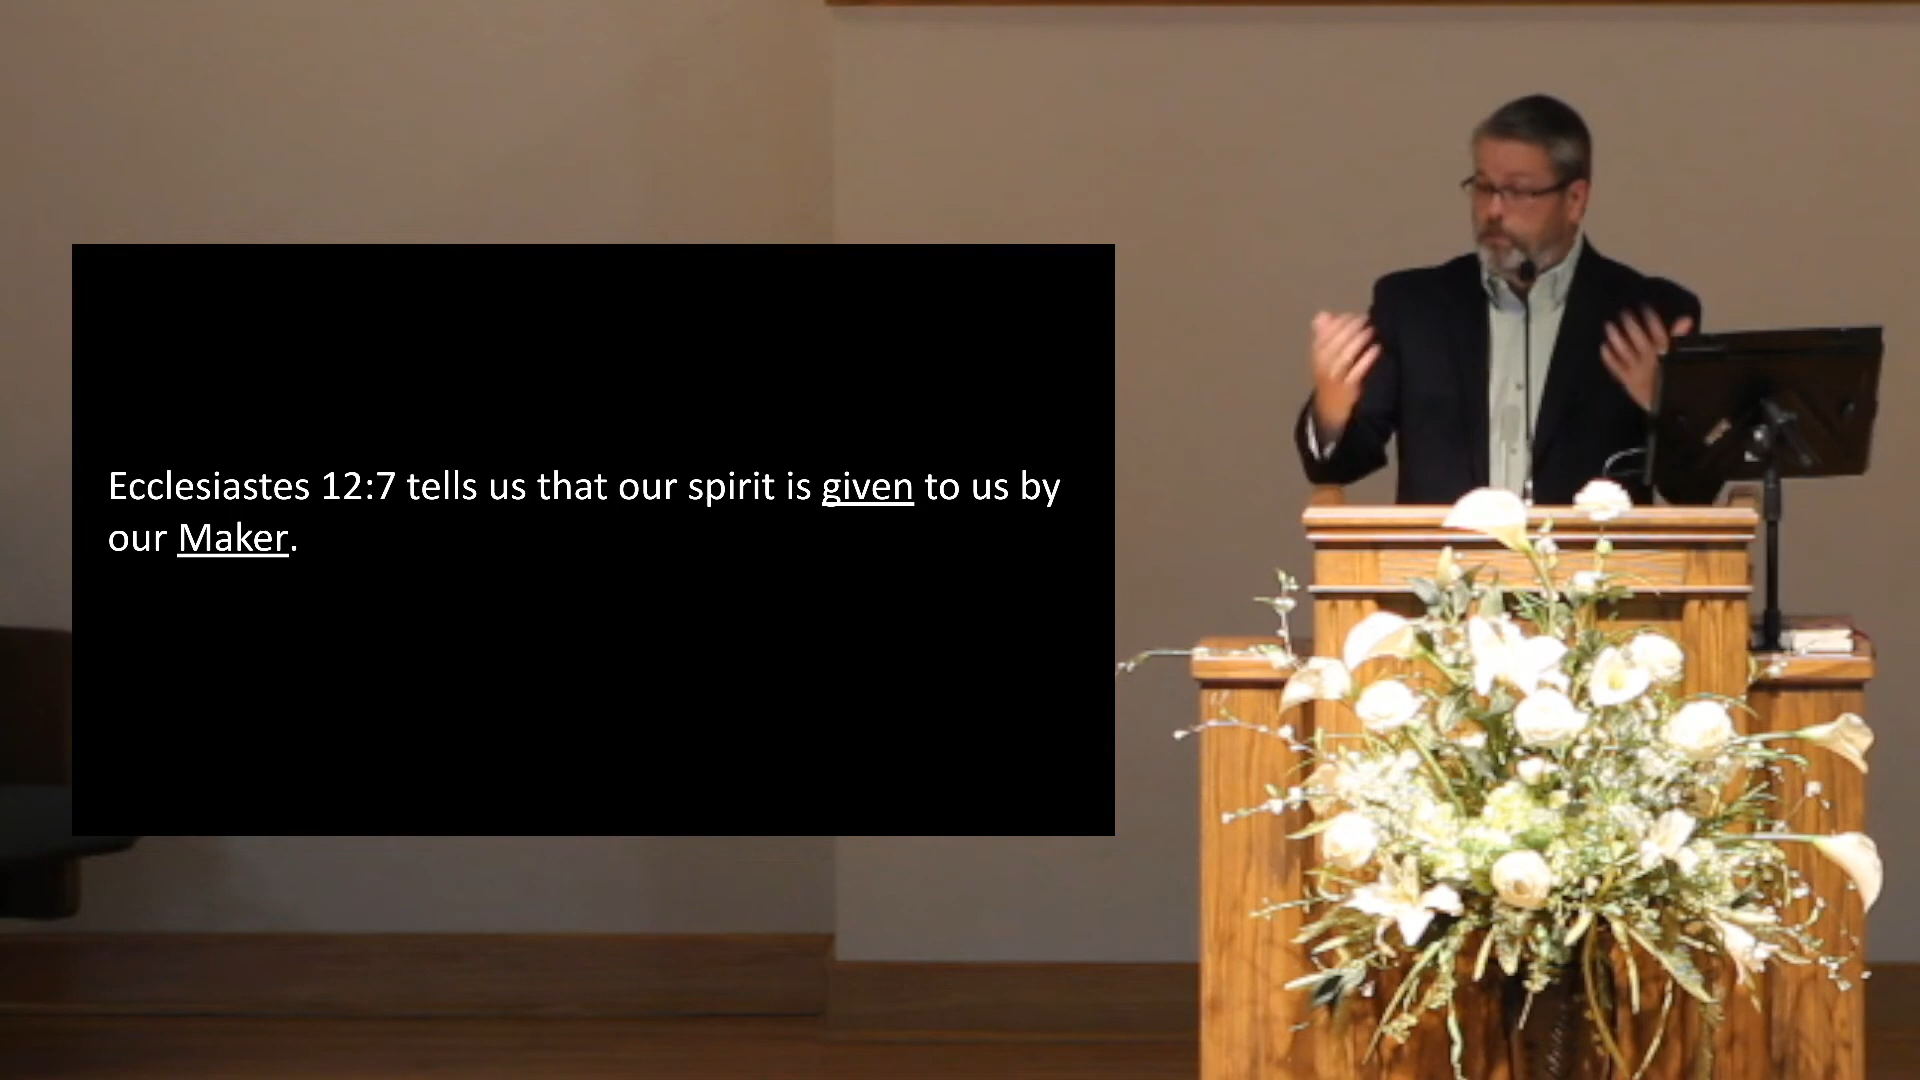 Ecclesiastes 12:7 tells us that our spirit is given to us by
our Maker.